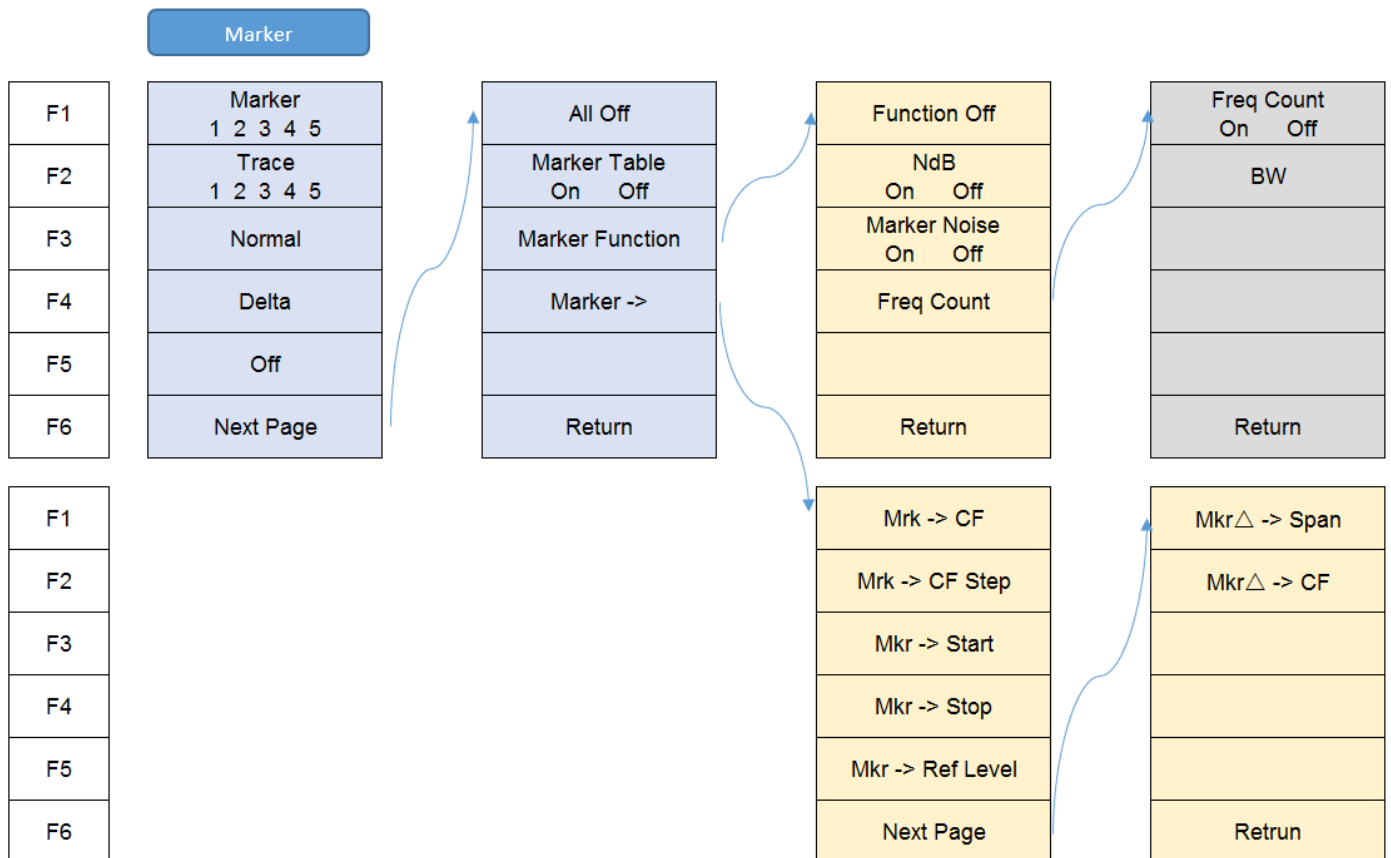 Marker
F1
Marker
1 2 3 4 5
All Off
Function Off
Freq Count
On Off
F2
Trace
1 2 3 4 5
Marker Table
On Off
NdB
On Off
BW
F3
Normal
Marker Function
Marker Noise
On Off
F4
Delta
Marker ->
Freq Count
F5
Off
F6
Next Page
Return
Return
Return
F1
Mrk -> CF
Mkr△ -> Span
F2
Mrk -> CF Step
Mkr△ -> CF
F3
Mkr -> Start
F4
Mkr -> Stop
F5
Mkr -> Ref Level
F6
Next Page
Retrun